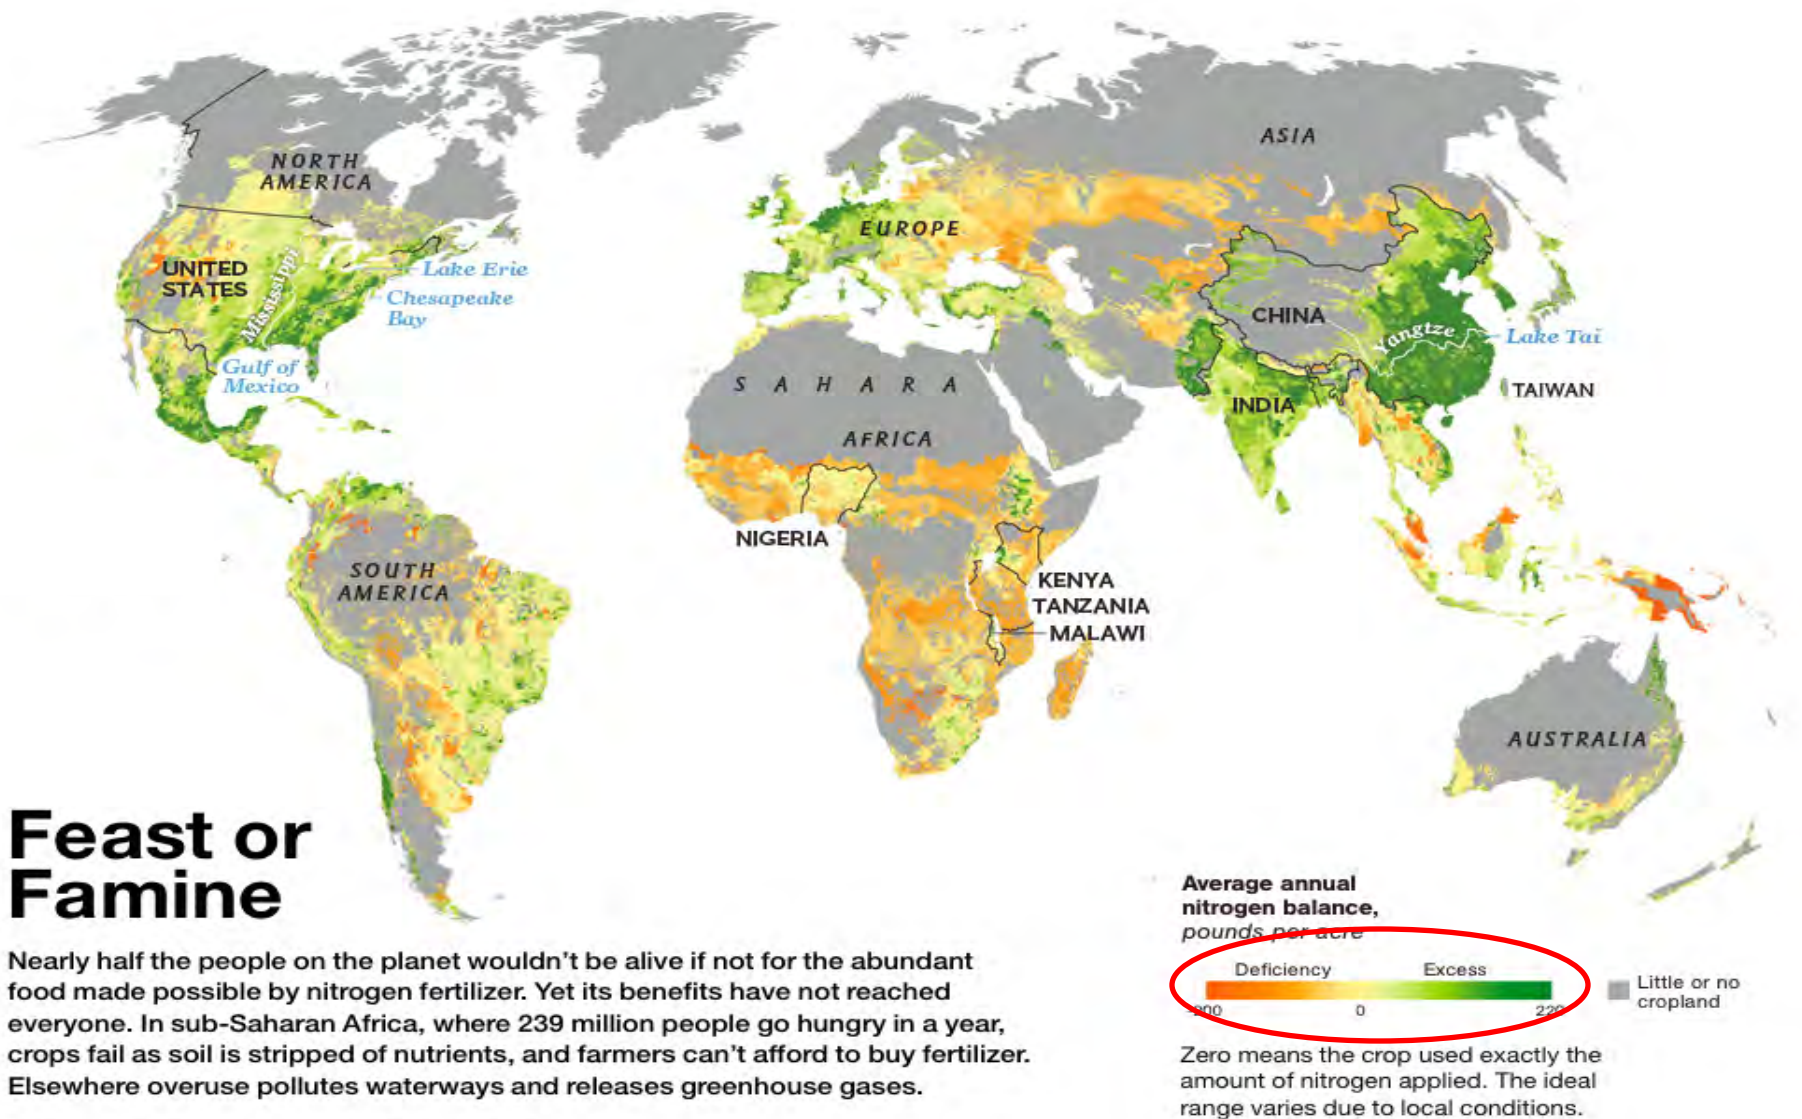 ASIA
NORTH
AMERICA
EUROPE
UNITED
STATES
Mississippi
Lake Erie
Chesapeake
Bay
CHINA
Yangtze
Lake Tai
Gulf of
Mexico
SAHARA
TAIWAN
INDIA
AFRICA
NIGERIA
SOUTH
AMERICA
KENYA
TANZANIA
MALAWI
AUSTRALIA
Feast or
Famine
Nearly half the people on the planet wouldn't be alive if not for the abundant
food made possible by nitrogen fertilizer. Yet its benefits have not reached
everyone. In sub-Saharan Africa, where 239 million people go hungry in a year,
crops fail as soil is stripped of nutrients, and farmers can't afford to buy fertilizer.
Elsewhere overuse pollutes waterways and releases greenhouse gases.
Average annual
nitrogen balance,
pounds per acre
Deficiency Excess
-200 0 220
Little or no
cropland
Zero means the crop used exactly the
amount of nitrogen applied. The ideal
range varies due to local conditions.